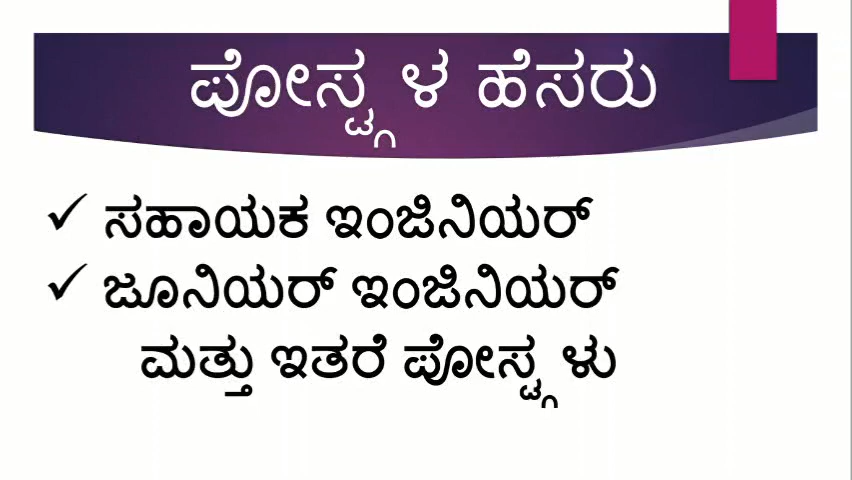 ಪೋಸ್ಟ್ಗಳ ಹೆಸರು
ಸಹಾಯಕ ಇಂಜಿನಿಯರ್
ಜೂನಿಯರ್ ಇಂಜಿನಿಯರ್
ಮತ್ತು ಇತರೆ ಪೋಸ್ಟ್ಗಳು